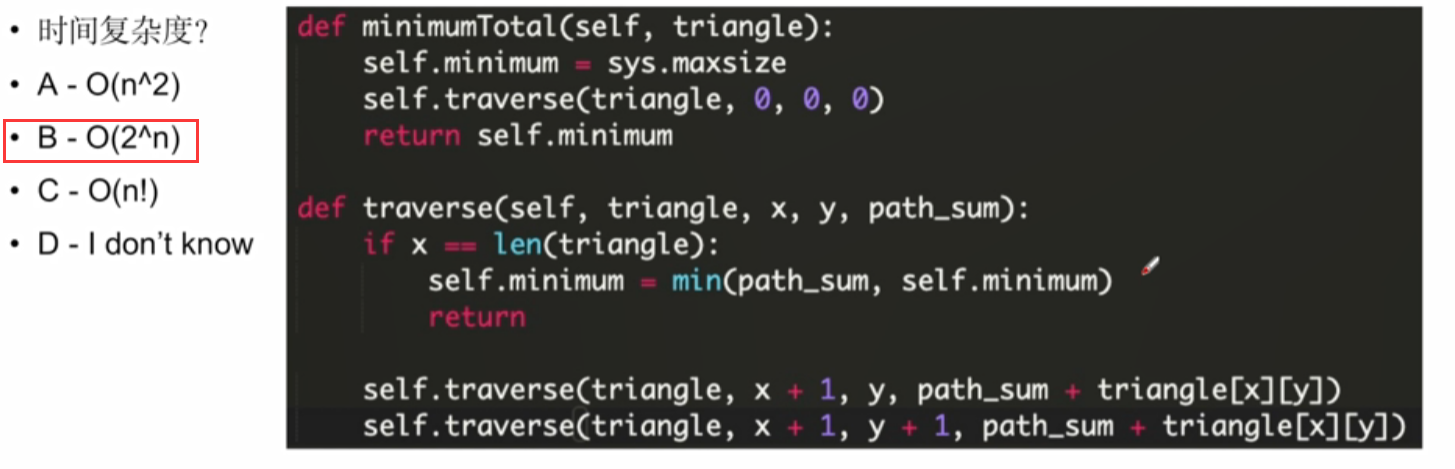 • 时间复杂度?
• A - O(n^2)
• B - O(2^n)
• C - O(n!)
• D - I don't know
def minimumTotal(self, triangle):
    self.minimum = sys.maxsize
    self.traverse(triangle, 0, 0, 0)
    return self.minimum
def traverse(self, triangle, x, y, path_sum):
    if x == len(triangle):
        self.minimum = min(path_sum, self.minimum)
        return
    self.traverse(triangle, x + 1, y, path_sum + triangle[x][y])
    self.traverse(triangle, x + 1, y + 1, path_sum + triangle[x][y])